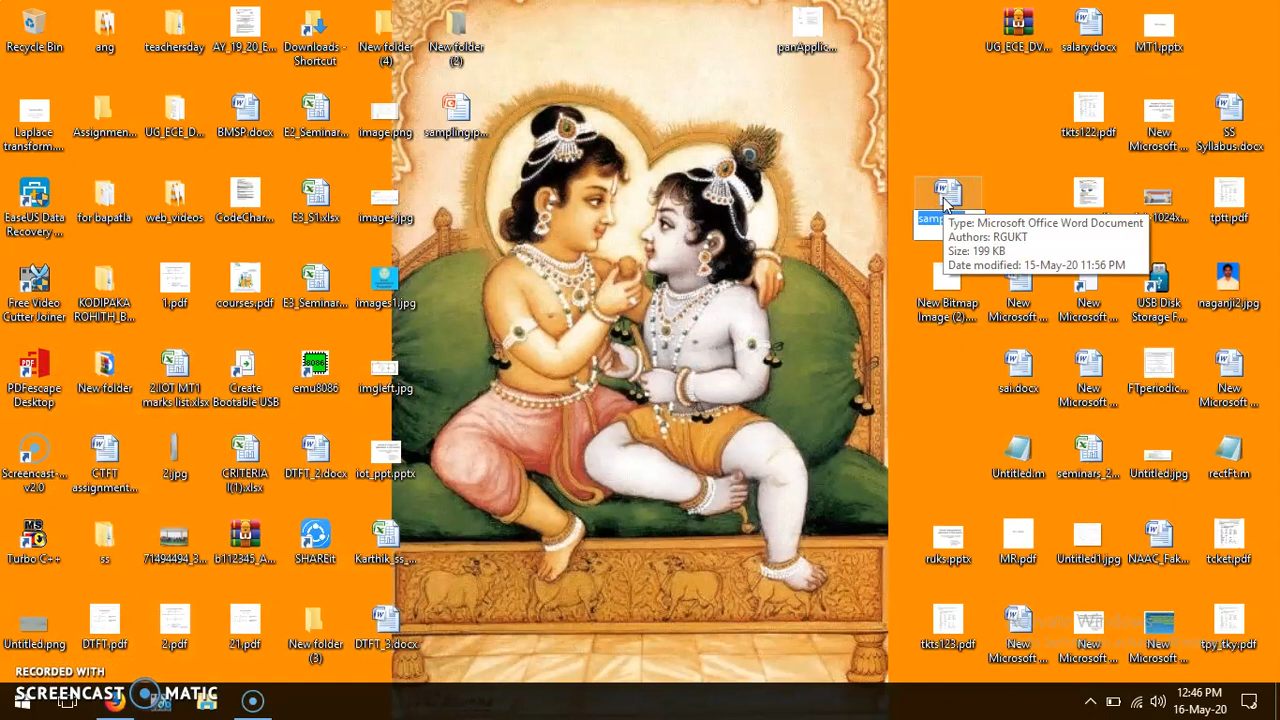 Recycle Bin
ang
teachersday
AY_19_20_E...
Downloads -
Shortcut
New folder
(4)
New folder
(2)
panApplic...
UG_ECE_DV...
salary.docx
MT1.pptx
Laplace
transform....
Assignmen...
UG_ECE_D...
BMSP.docx
E2_Seminar...
image.png
sampling.p...
tkts122.pdf
New
Microsoft ...
SS
Syllabus.docx
EaseUS Data
Recovery ...
for bapatla
web_videos
CodeChar...
E3_S1.xlsx
images.jpg
samp
Type: Microsoft Office Word Document
Authors: RGUKT
Size: 199 KB
Date modified: 15-May-20 11:56 PM
-1024x...
tptt.pdf
Free Video
Cutter Joiner
KODIPAKA
ROHITH_B...
1.pdf
courses.pdf
E3_Seminar...
images1.jpg
New Bitmap
Image (2)....
New
Microsoft ...
New
Microsoft ...
USB Disk
Storage F...
naganji2.jpg
PDFescape
Desktop
New folder
2IIOT MT1
marks list.xlsx
Create
Bootable USB
8086
emu8086
imgleft.jpg
sai.docx
New
Microsoft ...
FTperiodic...
New
Microsoft ...
Screencast-...
v2.0
CTFT
assignment...
2.jpg
CRITERIA
I(1).xlsx
DTFT_2.docx
iot_ppt.pptx
Untitled.m
seminars_2...
Untitled.jpg
rectFt.m
Turbo C++
ss
71494494_3...
b112345_A...
SHAREit
Karthik_ss_...
ruks.pptx
MR.pdf
Untitled1.jpg
NAAC_Fak...
tcket.pdf
Untitled.png
DTFT.pdf
2.pdf
21.pdf
New folder
(3)
DTFT_3.docx
tkts123.pdf
New
Microsoft ...
New
Microsoft ...
New
Microsoft ...
tpy_tky.pdf
RECORDED WITH
SCREENCAST MATIC
12:46 PM
16-May-20